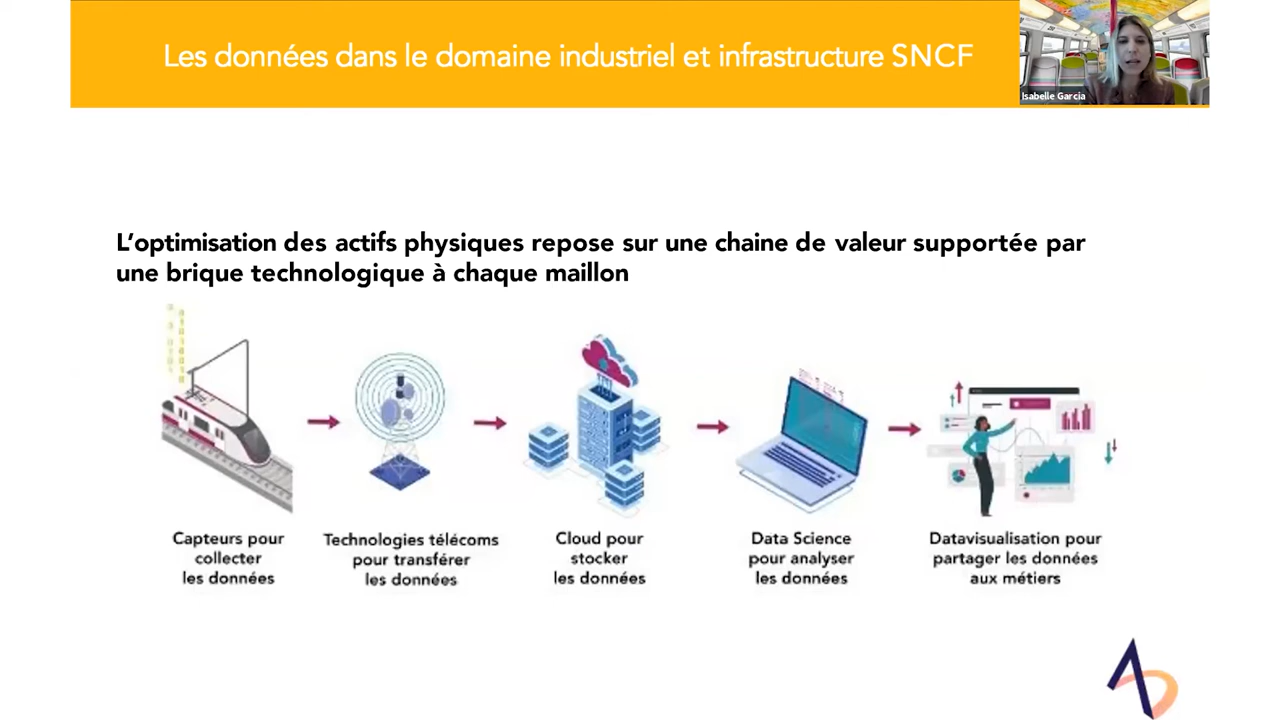 Les données dans le domaine industriel et infrastructure SNCF
Isabelle Garcia
L’optimisation des actifs physiques repose sur une chaine de valeur supportée par
une brique technologique à chaque maillon
Capteurs pour
collecter
les données
Technologies télécoms
pour transférer
les données
Cloud pour
stocker
les données
Data Science
pour analyser
les données
Datavisualisation pour
partager les données
aux métiers